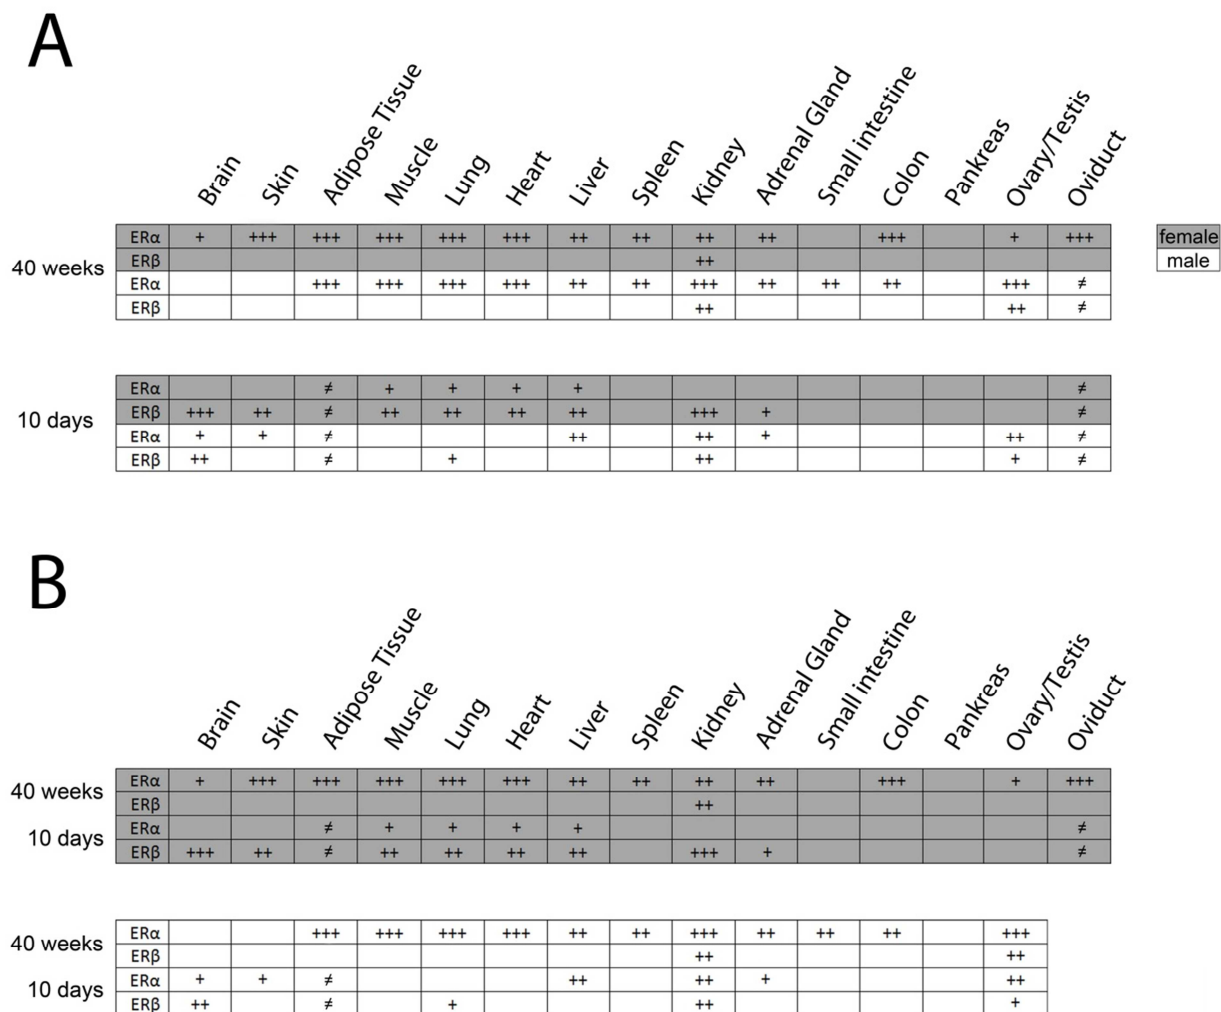 A
Brain Skin Adipose Tissue Muscle Lung Heart Liver Spleen Kidney Adrenal Gland Small intestine Colon Pankreas Ovary/Testis Oviduct
40 weeks
ERα + +++ +++ +++ +++ +++ ++ ++ ++ ++ +++ + +++
ERβ ++
ERα +++ +++ +++ +++ ++ ++ +++ ++ ++ ++ +++ ≠
ERβ ++ ++ ≠
female
male
10 days
ERα ≠ + + + + ≠
ERβ +++ ++ ≠ ++ ++ ++ ++ +++ + ≠
ERα + + ≠ ++ ++ + ++ ≠
ERβ ++ ≠ + ++ + ≠
B
Brain Skin Adipose Tissue Muscle Lung Heart Liver Spleen Kidney Adrenal Gland Small intestine Colon Pankreas Ovary/Testis Oviduct
40 weeks
ERα + +++ +++ +++ +++ +++ ++ ++ ++ ++ +++ + +++
ERβ ++
10 days
ERα ≠ + + + + ≠
ERβ +++ ++ ≠ ++ ++ ++ ++ +++ + ≠
40 weeks
ERα +++ +++ +++ +++ ++ ++ +++ ++ ++ ++ +++
ERβ ++ ++
10 days
ERα + + ≠ ++ ++ + ++
ERβ ++ ≠ + ++ +